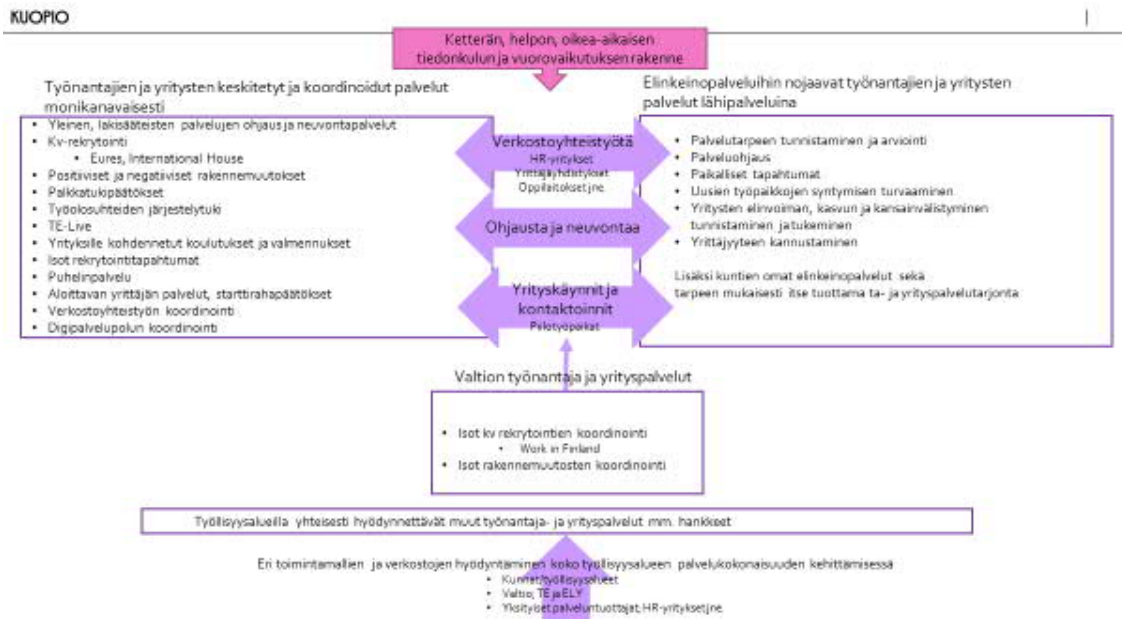 KUOPIO
Ketterän, helpon, oikea-aikaisen
tiedonkulun ja vuorovaikutuksen rakenne
Työnantajien ja yritysten keskitetyt ja koordinoidut palvelut
monikanavaisesti
• Yleinen, lakisääteisten palvelujen ohjaus ja neuvontapalvelut
• Kv-rekrytointi
• Eures, International House
• Positiiviset ja negatiiviset rakennemuutokset
• Palkkatukipäätökset
• Työolosuhteiden järjestelytuki
• TE-Live
• Yrityksille kohdennetut koulutukset ja valmennukset
• Isot rekrytointitapahtumat
• Puhelinpalvelu
• Aloittavan yrittäjän palvelut, starttirahapäätökset
• Verkostoyhteistyön koordinointi
• Digipalvelupolun koordinointi
Verkostoyhteistyötä
HR-yritykset
Yrittäjäyhdistykset
Oppilaitokset jne
Ohjausta ja neuvontaa
Yrityskäynnit ja
kontaktoinnit
Piilotyöpaikat
Elinkeinopalveluihin nojaavat työnantajien ja yritysten
palvelut lähipalveluina
• Palvelutarpeen tunnistaminen ja arviointi
• Palveluohjaus
• Paikalliset tapahtumat
• Uusien työpaikkojen syntymisen turvaaminen
• Yritysten elinvoiman, kasvun ja kansainvälistyminen
tunnistaminen ja tukeminen
• Yrittäjyyteen kannustaminen
Lisäksi kuntien omat elinkeinopalvelut sekä
tarpeen mukaisesti itse tuottama ta- ja yrityspalvelutarjonta
Valtion työnantaja ja yrityspalvelut
• Isot kv rekrytointien koordinointi
• Work in Finland
• Isot rakennemuutosten koordinointi
Työllisyysalueilla yhteisesti hyödynnettävät muut työnantaja- ja yrityspalvelut mm. hankkeet
Eri toimintamallien ja verkostojen hyödyntäminen koko työllisyysalueen palvelukokonaisuuden kehittämisessä
• Kunnat/työllisyysalueet
• Valtio; TE ja ELY
• Yksityiset palveluntuottajat; HR-yritykset jne